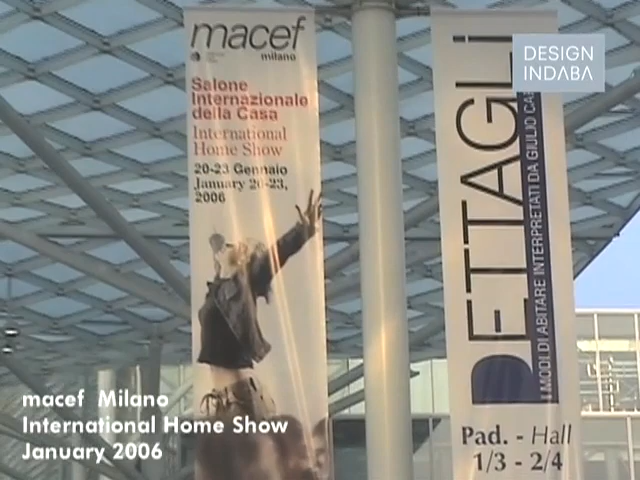 macef
milano
Salone
Internazionale
della Casa
International
Home Show
20-23 Gennaio
January 20-23,
2006
DETTAGLI
I MODI DI ABITARE INTERPRETATI DA GIULIO
Pad. - Hall
1/3 - 2/4
DESIGN
INDABA
macef Milano
International Home Show
January 2006